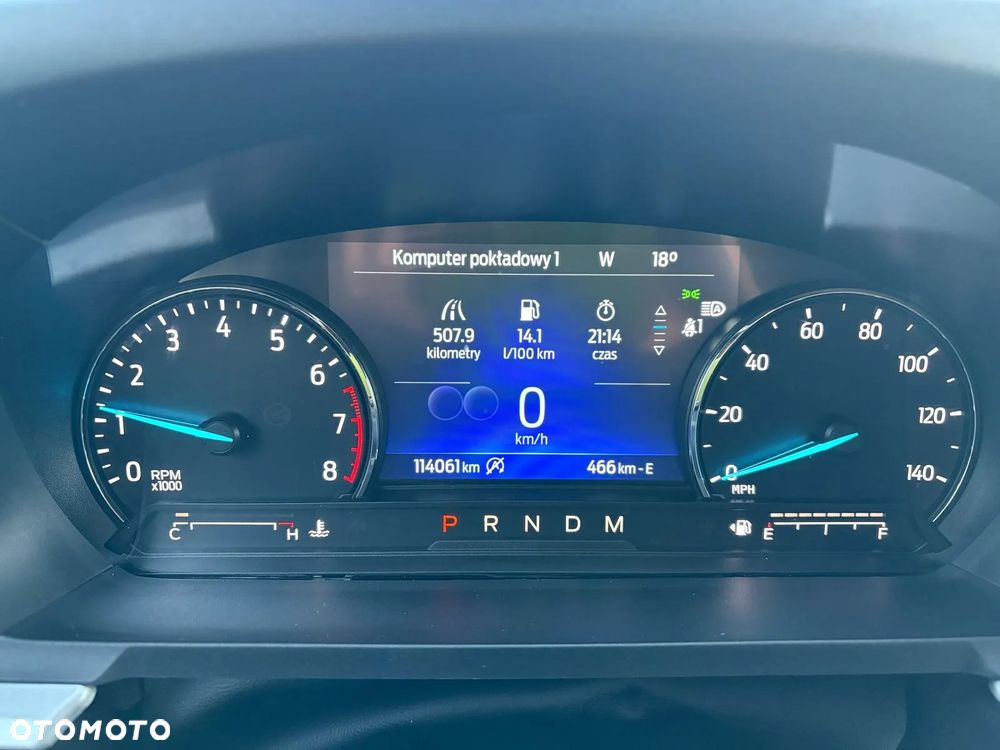 Komputer pokładowy 1 W 18º
507.9 14.1 21:14
kilometry l/100 km czas
1
0
km/h
114061 km 466 km - E
0 1 2 3 4 5 6 7 8
RPM
x1000
0 20 40 60 80 100 120 140
MPH
C H P R N D M E F
OTOMOTO